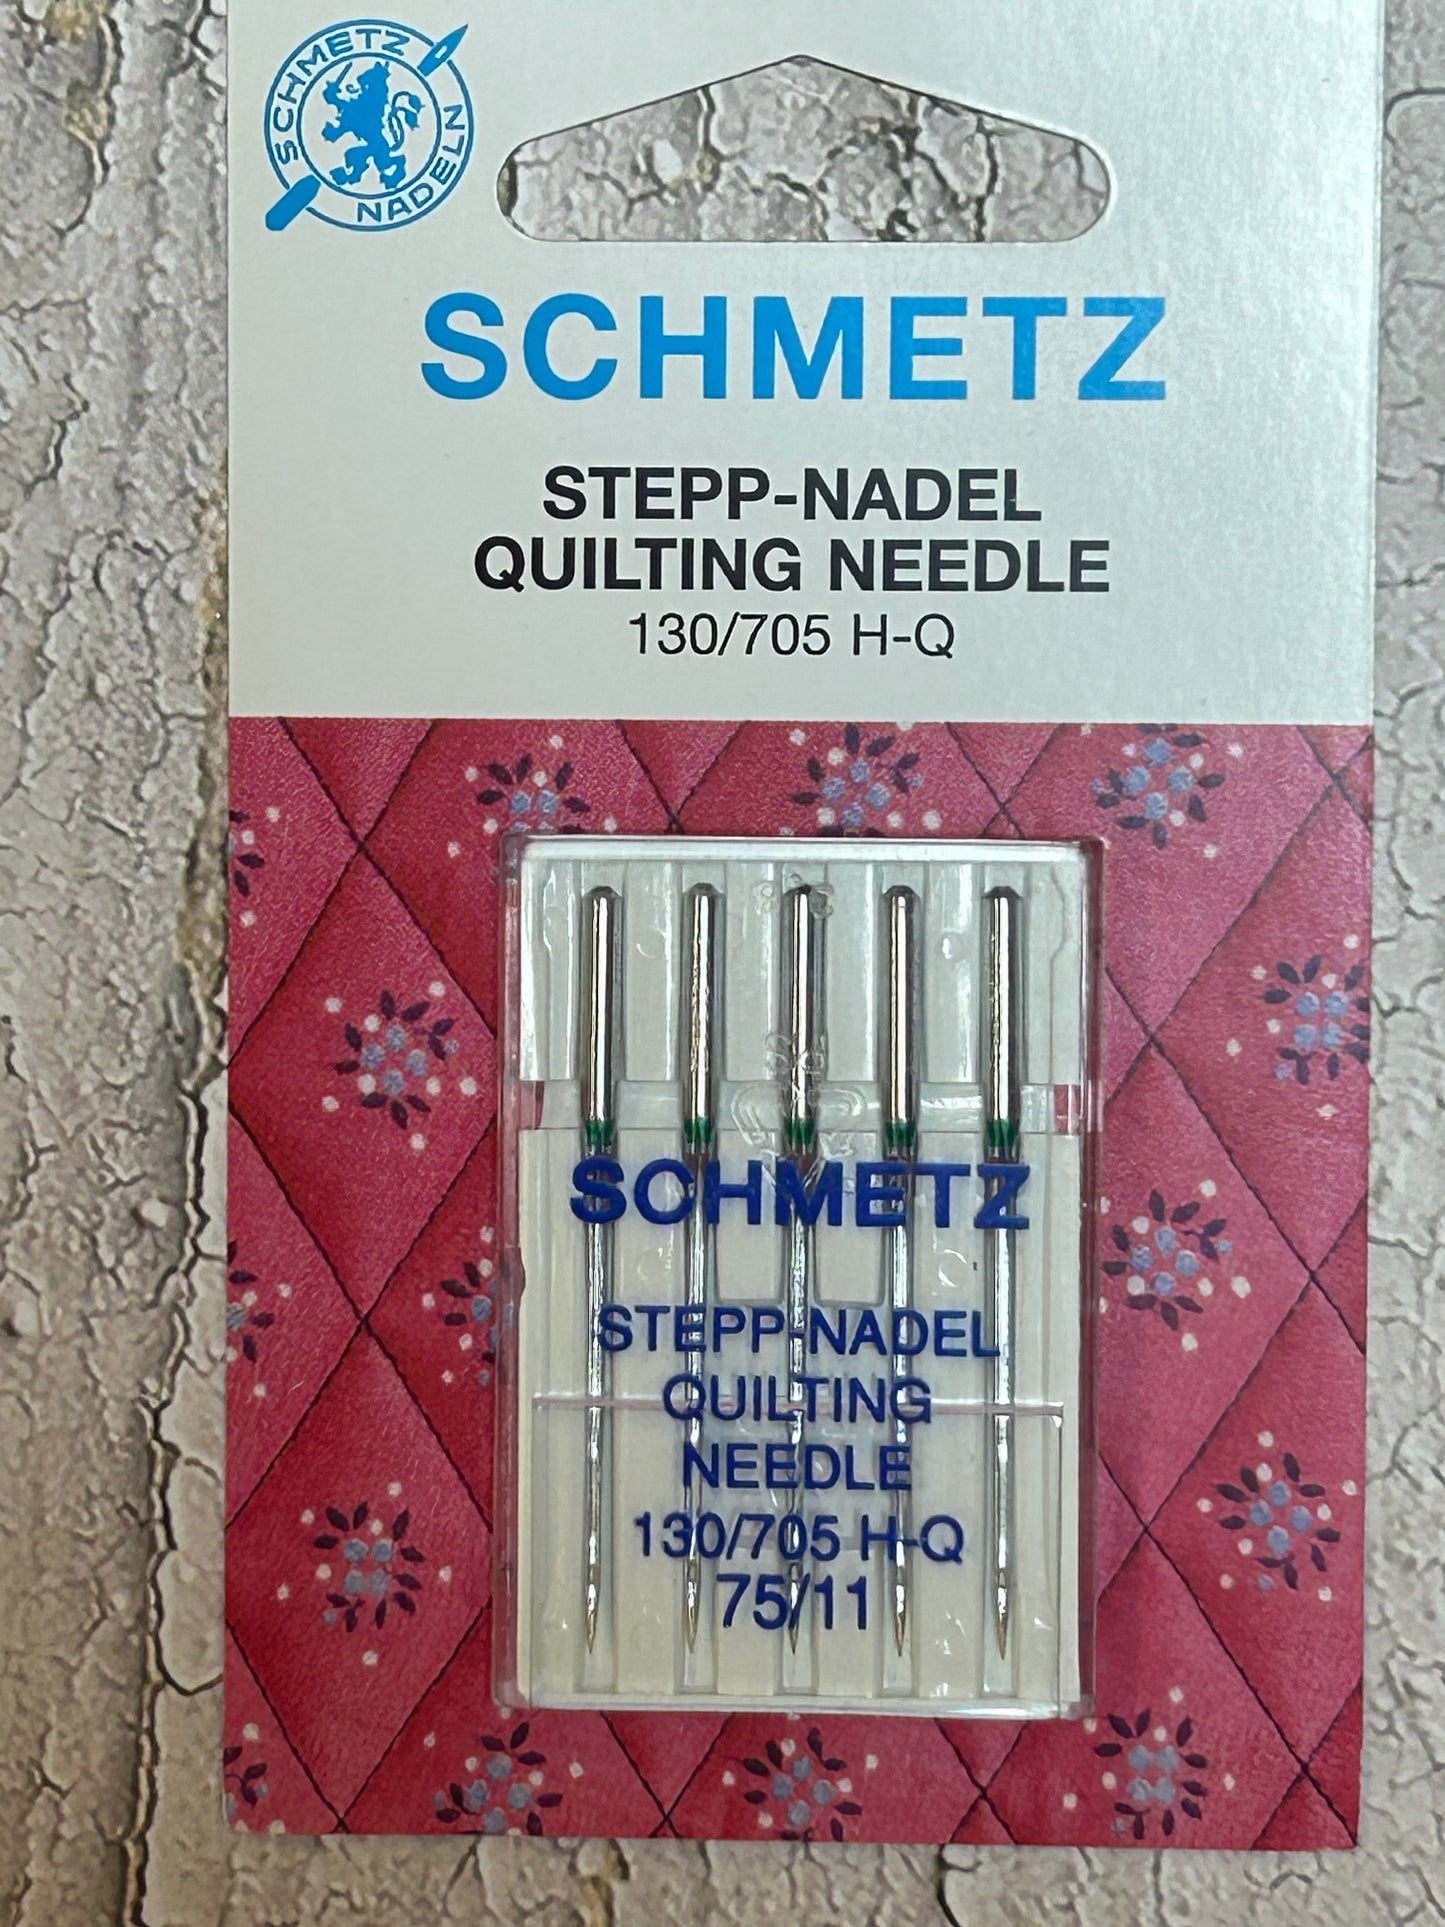 SCHMETZ
NADELN
SCHMETZ
STEPP-NADEL
QUILTING NEEDLE
130/705 H-Q
SCHMETZ
STEPP-NADEL
QUILTING
NEEDLE
130/705 H-Q
75/11